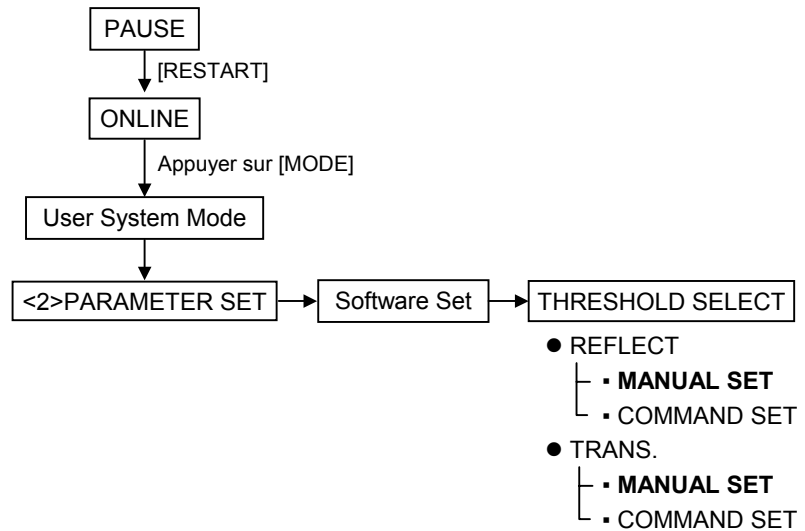 PAUSE
[RESTART]
ONLINE
Appuyer sur [MODE]
User System Mode
<2>PARAMETER SET
Software Set
THRESHOLD SELECT
● REFLECT
▪ MANUAL SET
▪ COMMAND SET
● TRANS.
▪ MANUAL SET
▪ COMMAND SET